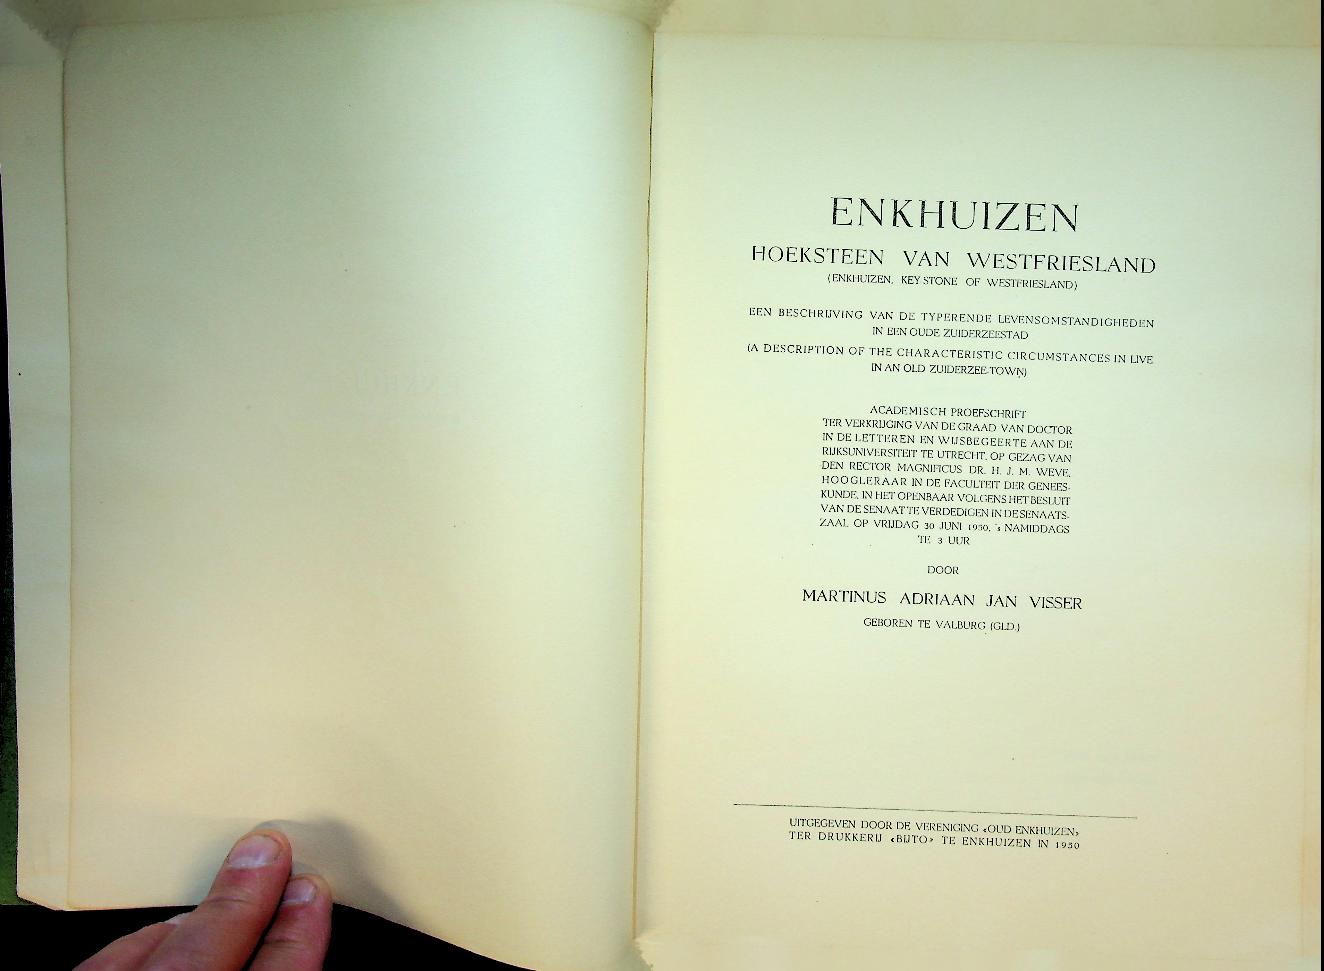 ENKHUIZEN
HOEKSTEEN VAN WESTFRIESLAND
(ENKHUIZEN, KEY STONE OF WESTFRIESLAND)
EEN BESCHRIJVING VAN DE TYPERENDE LEVENSOMSTANDIGHEDEN
IN EEN OUDE ZUIDERZEESTAD
(A DESCRIPTION OF THE CHARACTERISTIC CIRCUMSTANCES IN LIVE
IN AN OLD ZUIDERZEE-TOWN)
ACADEMISCH PROEFSCHRIFT
TER VERKRIJGING VAN DE GRAAD VAN DOCTOR
IN DE LETTEREN EN WIJSBEGEERTE AAN DE
RIJKSUNIVERSITEIT TE UTRECHT, OP GEZAG VAN
DEN RECTOR MAGNIFICUS DR. H. J. M. WEVE,
HOOGLERAAR IN DE FACULTEIT DER GENEES-
KUNDE, IN HET OPENBAAR VOLGENS HET BESLUIT
VAN DE SENAAT TE VERDEDIGEN IN DE SENAATS-
ZAAL OP VRIJDAG 30 JUNI 1950, 's NAMIDDAGS
TE 3 UUR
DOOR
MARTINUS ADRIAAN JAN VISSER
GEBOREN TE VALBURG (GLD.)
UITGEGEVEN DOOR DE VERENIGING «OUD ENKHUIZEN»
TER DRUKKERIJ «BIJTO» TE ENKHUIZEN IN 1950